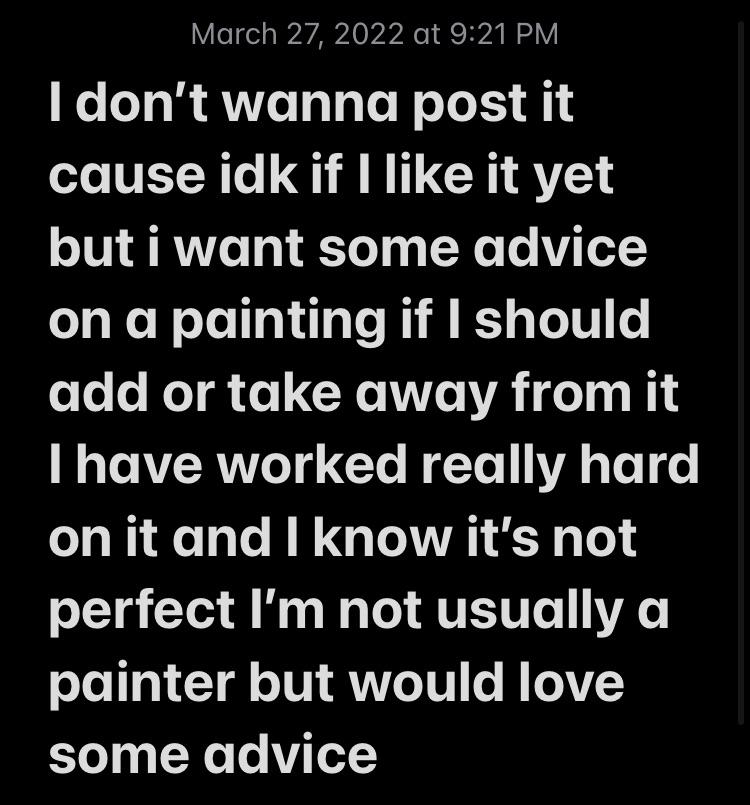 March 27, 2022 at 9:21 PM
I don’t wanna post it
cause idk if I like it yet
but i want some advice
on a painting if I should
add or take away from it
I have worked really hard
on it and I know it’s not
perfect I’m not usually a
painter but would love
some advice